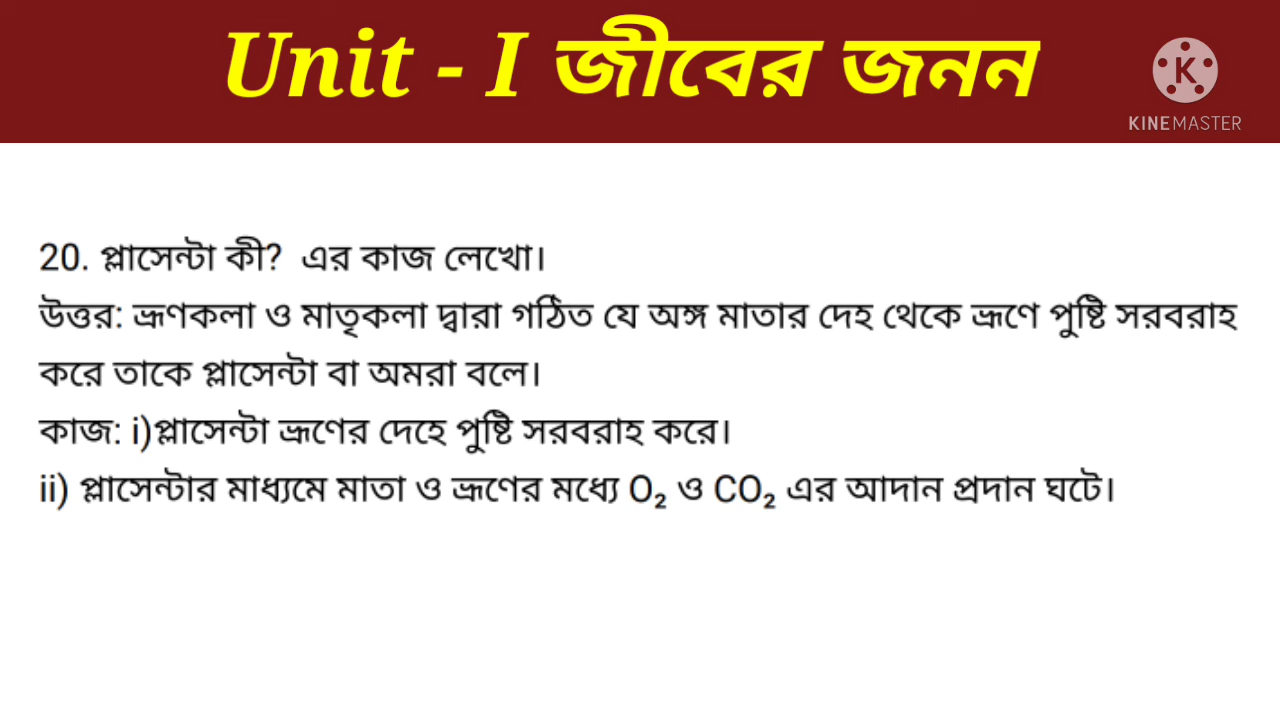 Unit - I জীবের জনন
K
KINEMASTER
20. প্লাসেন্টা কী? এর কাজ লেখো।
উত্তর: ভ্রূণকলা ও মাতৃকলা দ্বারা গঠিত যে অঙ্গ মাতার দেহ থেকে ভ্রূণে পুষ্টি সরবরাহ
করে তাকে প্লাসেন্টা বা অমরা বলে।
কাজ: i)প্লাসেন্টা ভ্রূণের দেহে পুষ্টি সরবরাহ করে।
ii) প্লাসেন্টার মাধ্যমে মাতা ও ভ্রূণের মধ্যে O₂ ও CO₂ এর আদান প্রদান ঘটে।